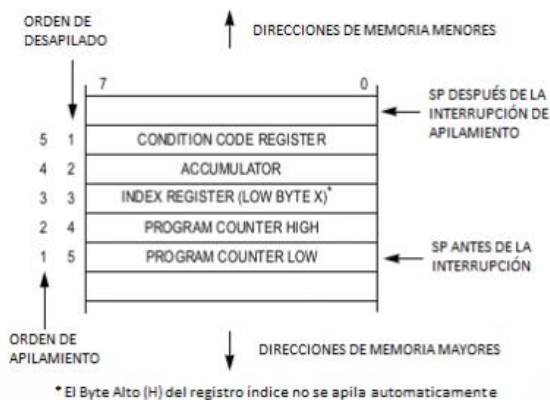 ORDEN DE
DESAPILADO
DIRECCIONES DE MEMORIA MENORES
7 0
SP DESPUÉS DE LA
INTERRUPCIÓN DE
APILAMIENTO
5 1 CONDITION CODE REGISTER
4 2 ACCUMULATOR
3 3 INDEX REGISTER (LOW BYTE X)*
2 4 PROGRAM COUNTER HIGH
1 5 PROGRAM COUNTER LOW
SP ANTES DE LA
INTERRUPCIÓN
ORDEN DE
APILAMIENTO
DIRECCIONES DE MEMORIA MAYORES
* El Byte Alto (H) del registro índice no se apila automaticamente